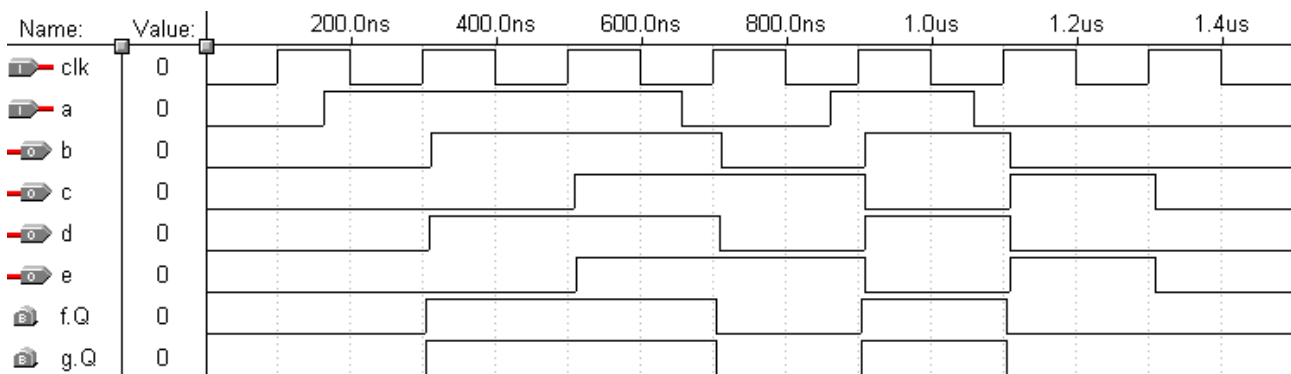 Name: Value: 200.0ns 400.0ns 600.0ns 800.0ns 1.0us 1.2us 1.4us
I clk 0
I a 0
O b 0
O c 0
O d 0
O e 0
B f.Q 0
B g.Q 0